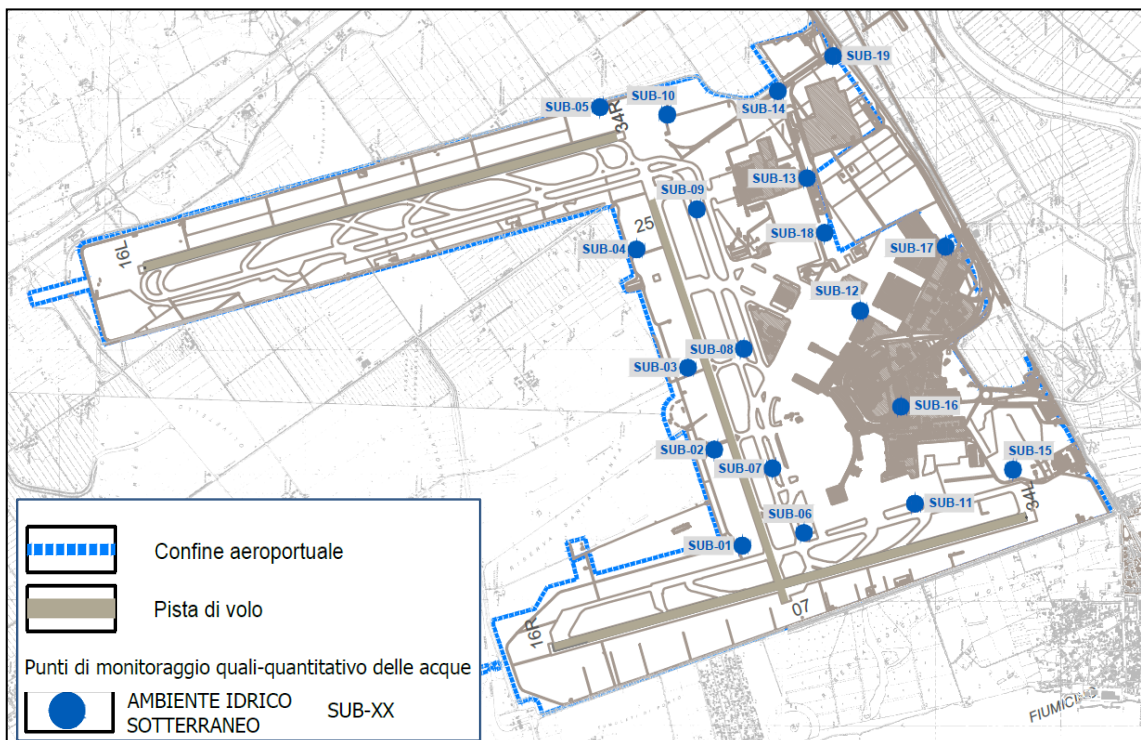 SUB-19
SUB-10
SUB-05
SUB-14
34R
SUB-13
SUB-09
25
SUB-18
SUB-04
SUB-17
16L
SUB-12
SUB-08
SUB-03
SUB-16
SUB-02
SUB-15
SUB-07
34L
SUB-11
SUB-06
SUB-01
07
16R
Confine aeroportuale
Pista di volo
Punti di monitoraggio quali-quantitativo delle acque
AMBIENTE IDRICO SUB-XX
SOTTERRANEO